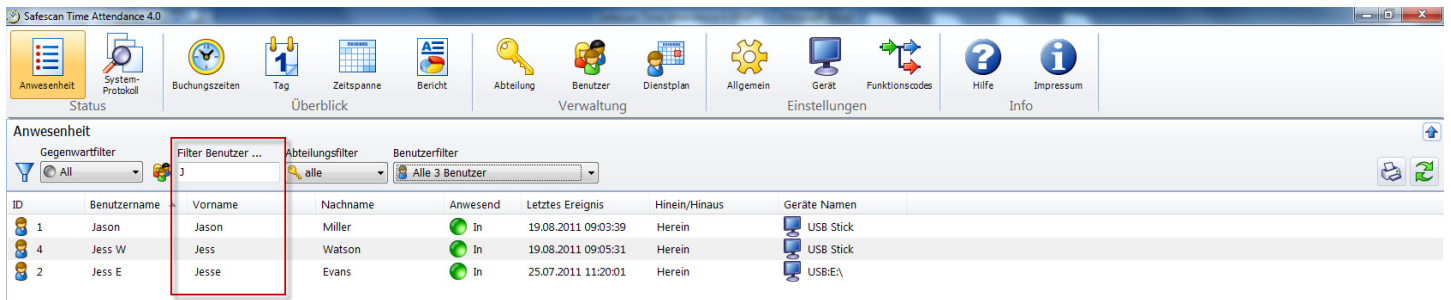 Safescan Time Attendance 4.0
Anwesenheit System-Protokoll Buchungszeiten 1 Tag Zeitspanne Bericht Abteilung Benutzer Dienstplan Allgemein Gerät Funktionscodes Hilfe Impressum
Status Überblick Verwaltung Einstellungen Info
Anwesenheit
Gegenwartfilter Filter Benutzer ... Abteilungsfilter Benutzerfilter
All J alle Alle 3 Benutzer
ID Benutzername Vorname Nachname Anwesend Letztes Ereignis Hinein/Hinaus Geräte Namen
1 Jason Jason Miller In 19.08.2011 09:03:39 Herein USB Stick
4 Jess W Jess Watson In 19.08.2011 09:05:31 Herein USB Stick
2 Jess E Jesse Evans In 25.07.2011 11:20:01 Herein USB:E:\